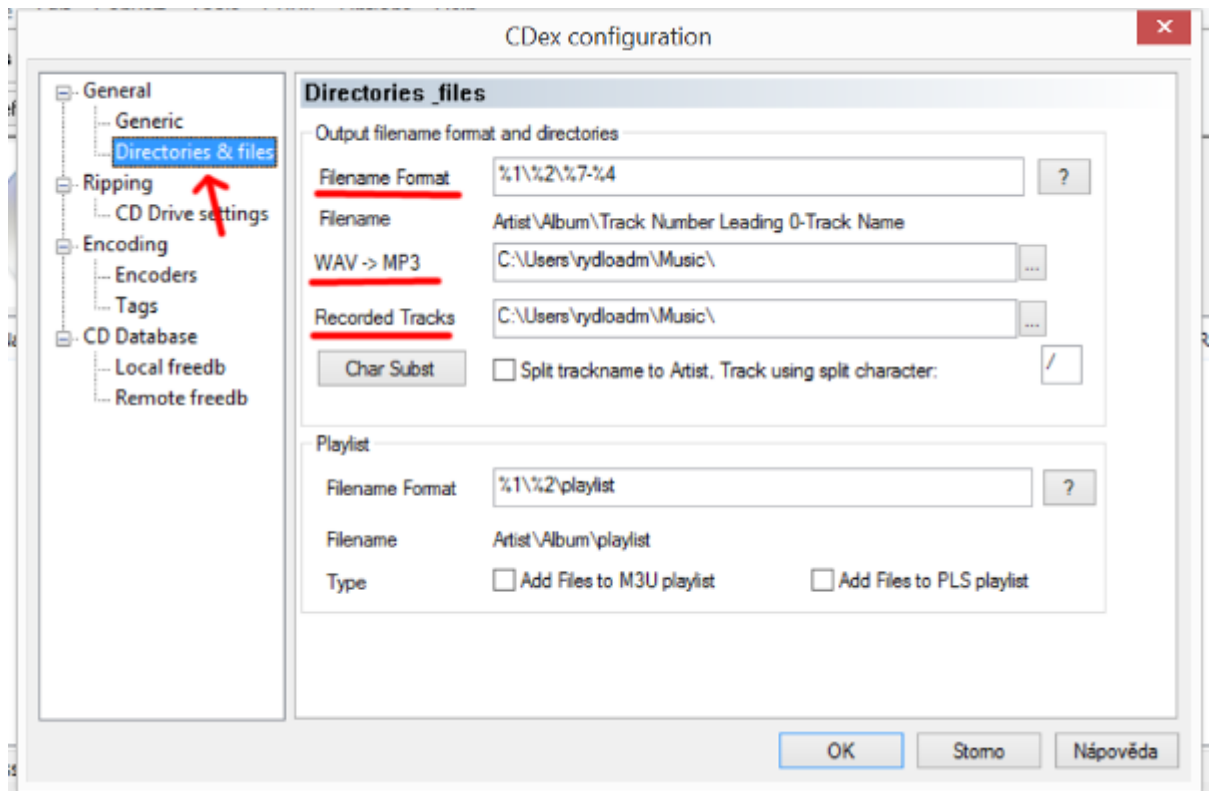 CDex configuration
General
Generic
Directories & files
Ripping
CD Drive settings
Encoding
Encoders
Tags
CD Database
Local freedb
Remote freedb
Directories _files
Output filename format and directories
Filename Format %1\%2\%7-%4 ?
Filename Artist\Album\Track Number Leading 0-Track Name
WAV -> MP3 C:\Users\rydloadm\Music\ ...
Recorded Tracks C:\Users\rydloadm\Music\ ...
Char Subst Split trackname to Artist, Track using split character: /
Playlist
Filename Format %1\%2\playlist ?
Filename Artist\Album\playlist
Type Add Files to M3U playlist Add Files to PLS playlist
OK Storno Nápověda